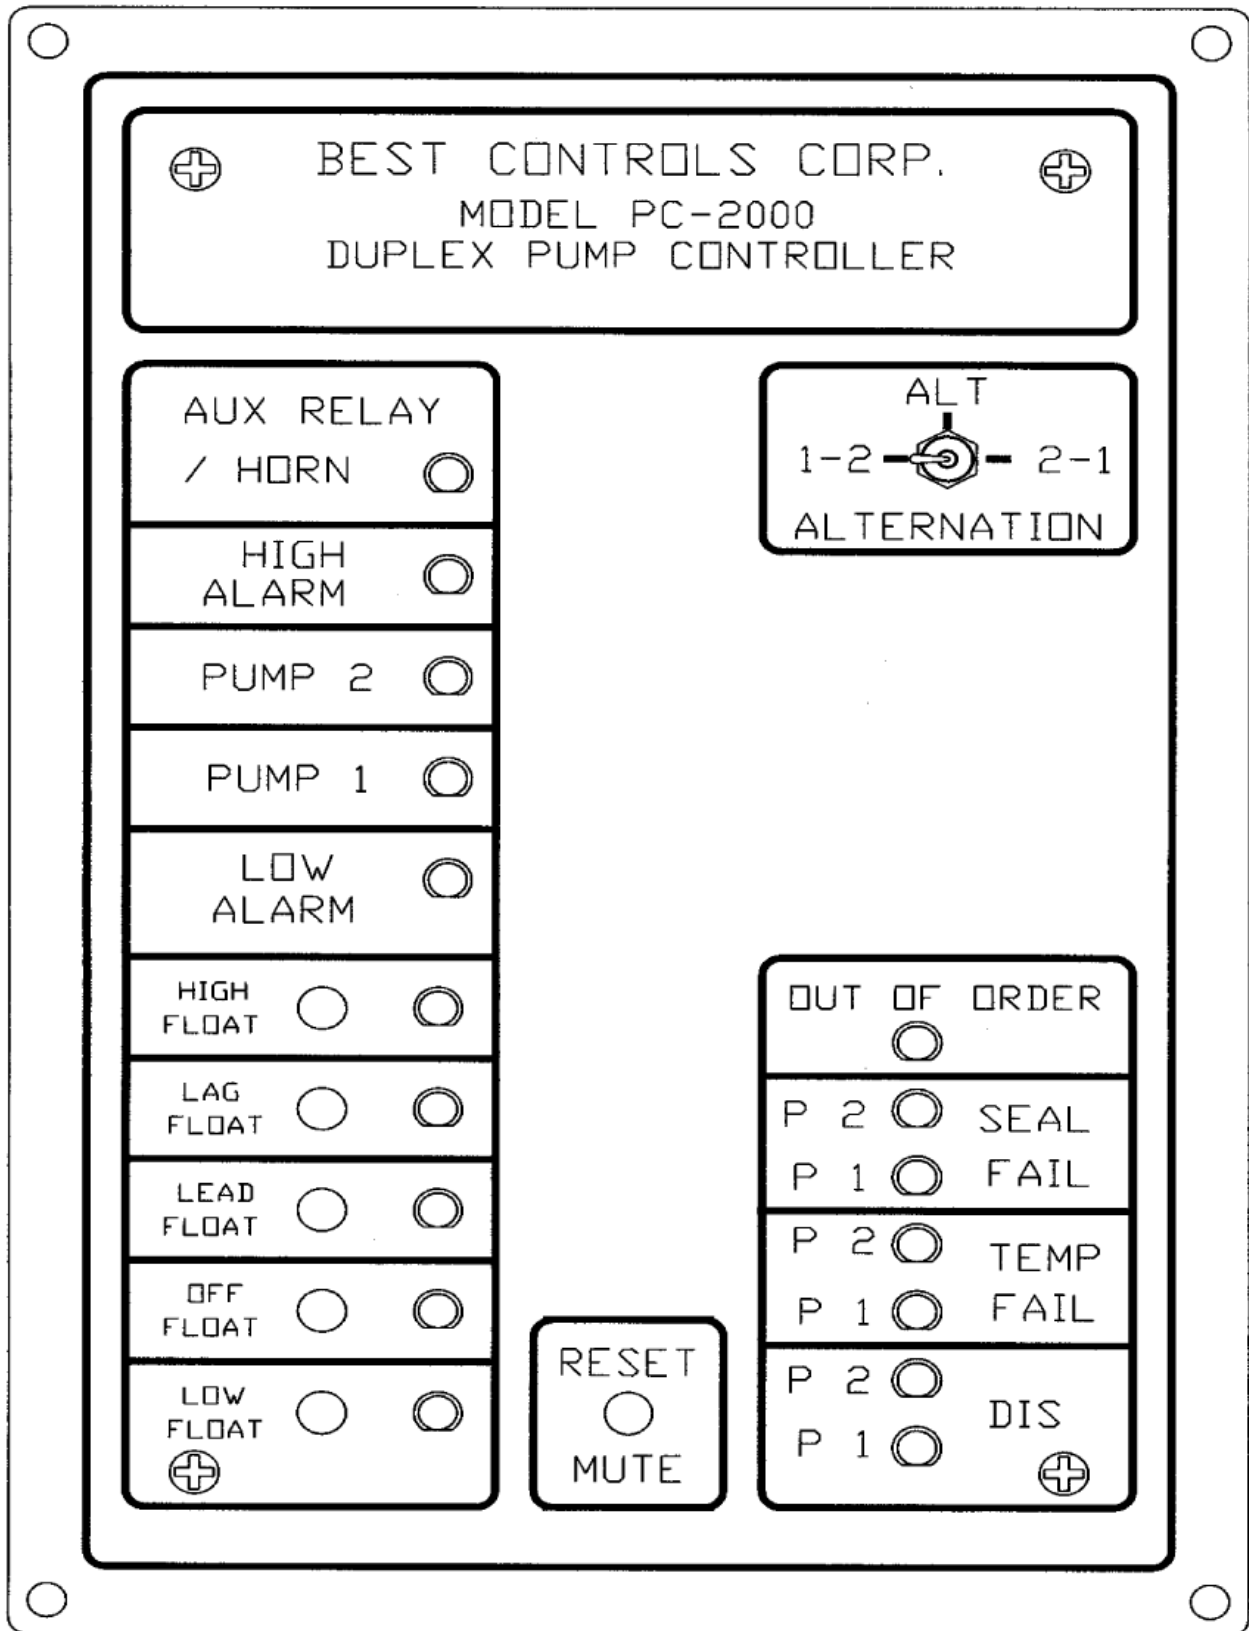 BEST CONTROLS CORP.
MODEL PC-2000
DUPLEX PUMP CONTROLLER
AUX RELAY
/ HORN
HIGH
ALARM
PUMP 2
PUMP 1
LOW
ALARM
HIGH
FLOAT
LAG
FLOAT
LEAD
FLOAT
OFF
FLOAT
LOW
FLOAT
RESET
MUTE
ALT
1-2 2-1
ALTERNATION
OUT OF ORDER
P 2 SEAL
P 1 FAIL
P 2 TEMP
P 1 FAIL
P 2
DIS
P 1